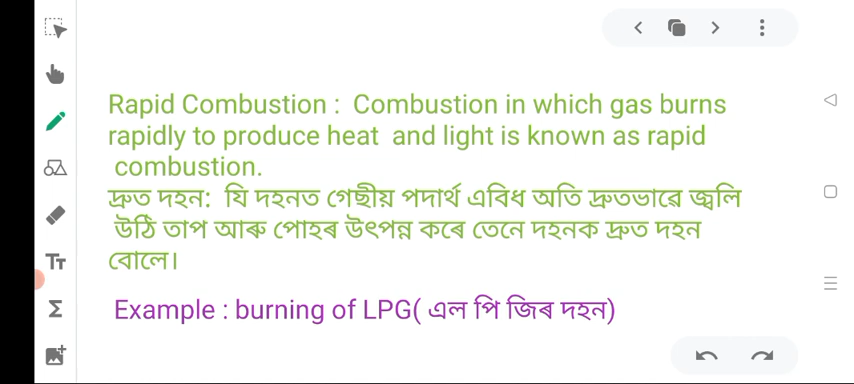 Rapid Combustion :  Combustion in which gas burns
rapidly to produce heat  and light is known as rapid
combustion.
দ্ৰুত দহন:  যি দহনত গেছীয় পদাৰ্থ এবিধ অতি দ্ৰুতভাৱে জ্বলি
উঠি তাপ আৰু পোহৰ উৎপন্ন কৰে তেনে দহনক দ্ৰুত দহন
বোলে।
Example : burning of LPG( এল পি জিৰ দহন)